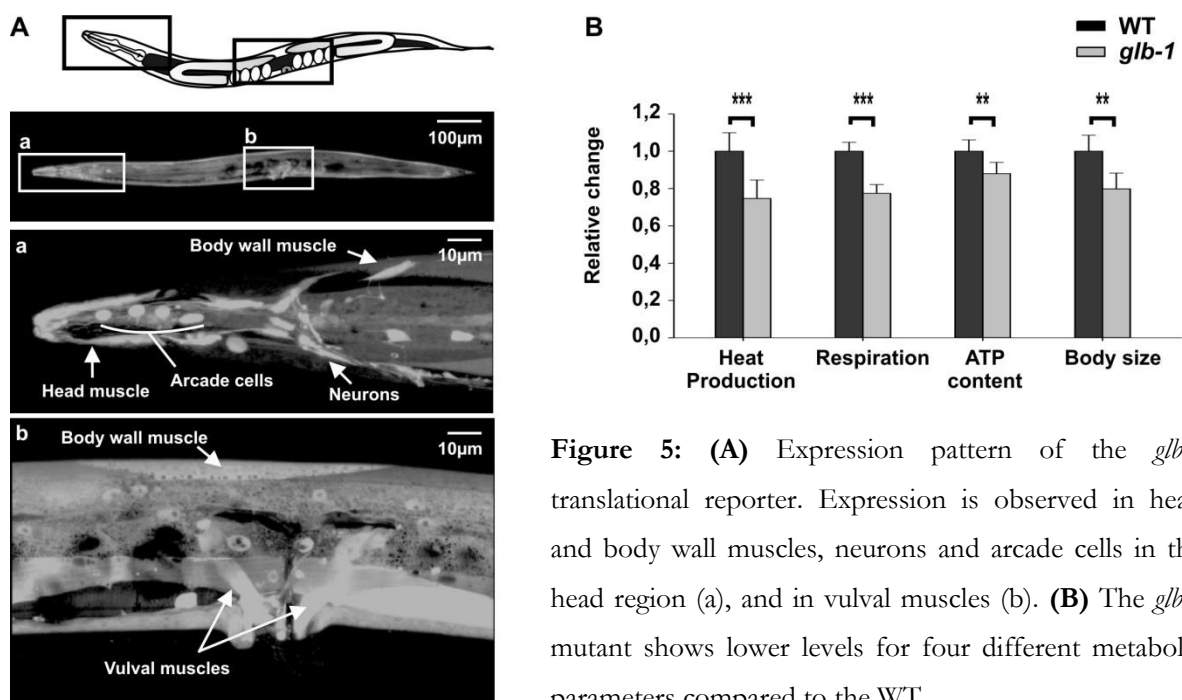 A
100μm
a
b
a
Body wall muscle
10μm
Head muscle
Arcade cells
Neurons
b
Body wall muscle
10μm
Vulval muscles
B
WT
glb-1
Relative change
1,2
1,0
0,8
0,6
0,4
0,2
0,0
***
***
**
**
Heat
Production
Respiration
ATP
content
Body size
Figure 5: (A) Expression pattern of the glb
translational reporter. Expression is observed in hea
and body wall muscles, neurons and arcade cells in th
head region (a), and in vulval muscles (b). (B) The glb
mutant shows lower levels for four different metabol
parameters compared to the WT